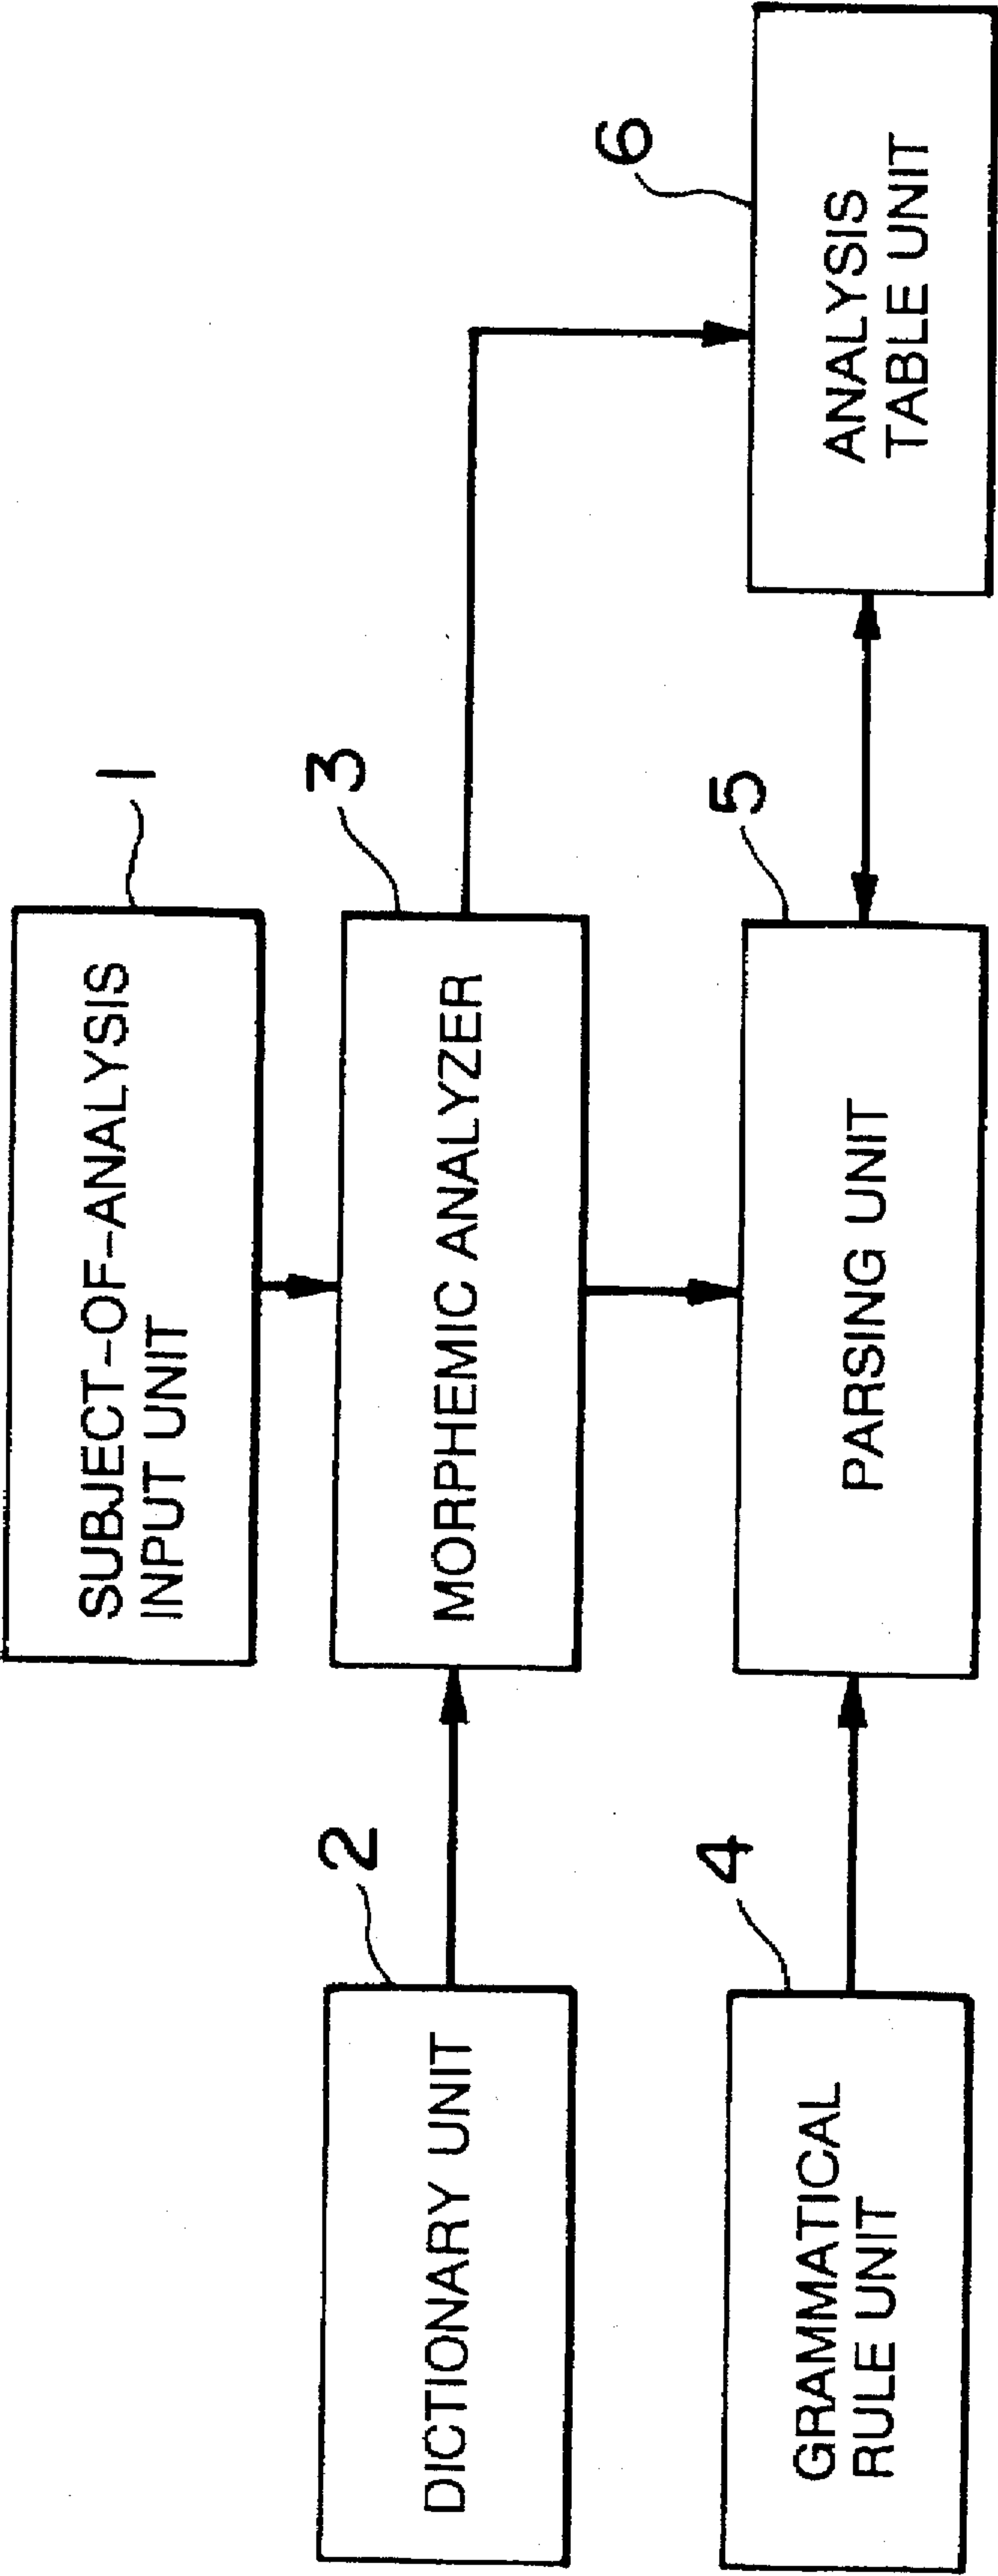 1
SUBJECT-OF-ANALYSIS
INPUT UNIT
2
DICTIONARY UNIT
3
MORPHEMIC ANALYZER
6
ANALYSIS
TABLE UNIT
4
GRAMMATICAL
RULE UNIT
5
PARSING UNIT